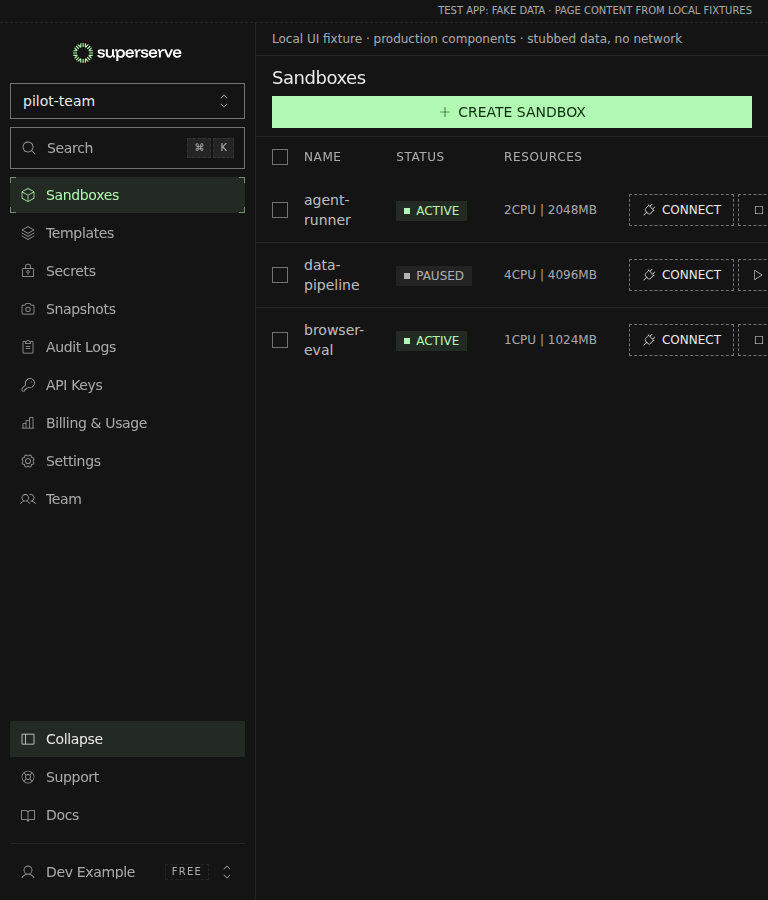 TEST APP: FAKE DATA · PAGE CONTENT FROM LOCAL FIXTURES
superserve
Local UI fixture · production components · stubbed data, no network
pilot-team
Search ⌘ K
Sandboxes
Templates
Secrets
Snapshots
Audit Logs
API Keys
Billing & Usage
Settings
Team
Collapse
Support
Docs
Dev Example FREE
Sandboxes
CREATE SANDBOX
NAME STATUS RESOURCES
agent-
runner
ACTIVE 2CPU | 2048MB CONNECT
data-
pipeline
PAUSED 4CPU | 4096MB CONNECT
browser-
eval
ACTIVE 1CPU | 1024MB CONNECT